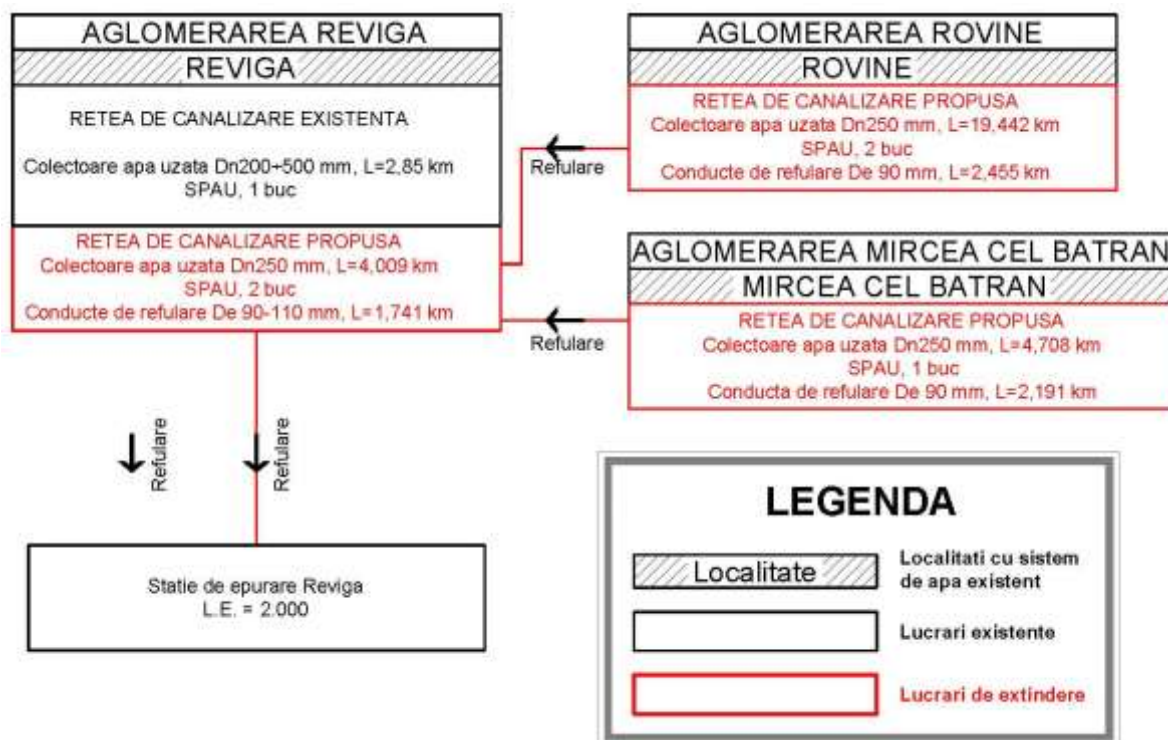 AGLOMERAREA REVIGA
REVIGA
RETEA DE CANALIZARE EXISTENTA
Colectoare apa uzata Dn200÷500 mm, L=2,85 km
SPAU, 1 buc
RETEA DE CANALIZARE PROPUSA
Colectoare apa uzata Dn250 mm, L=4,009 km
SPAU, 2 buc
Conducte de refulare De 90-110 mm, L=1,741 km
AGLOMERAREA ROVINE
ROVINE
RETEA DE CANALIZARE PROPUSA
Colectoare apa uzata Dn250 mm, L=19,442 km
SPAU, 2 buc
Conducte de refulare De 90 mm, L=2,455 km
Refulare
AGLOMERAREA MIRCEA CEL BATRAN
MIRCEA CEL BATRAN
RETEA DE CANALIZARE PROPUSA
Colectoare apa uzata Dn250 mm, L=4,708 km
SPAU, 1 buc
Conducta de refulare De 90 mm, L=2,191 km
Refulare
Refulare
Refulare
Statie de epurare Reviga
L.E. = 2.000
LEGENDA
Localitate
Localitati cu sistem
de apa existent
Lucrari existente
Lucrari de extindere